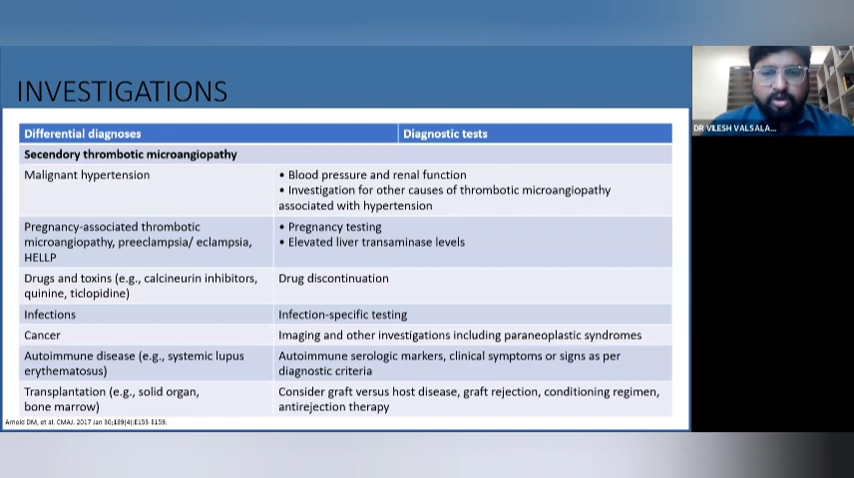 INVESTIGATIONS
DR VILESH VALSALA...
Differential diagnoses
Diagnostic tests
Secendory thrombotic microangiopathy
Malignant hypertension
• Blood pressure and renal function
• Investigation for other causes of thrombotic microangiopathy
associated with hypertension
Pregnancy-associated thrombotic
microangiopathy, preeclampsia/ eclampsia,
HELLP
• Pregnancy testing
• Elevated liver transaminase levels
Drugs and toxins (e.g., calcineurin inhibitors,
quinine, ticlopidine)
Drug discontinuation
Infections
Infection-specific testing
Cancer
Imaging and other investigations including paraneoplastic syndromes
Autoimmune disease (e.g., systemic lupus
erythematosus)
Autoimmune serologic markers, clinical symptoms or signs as per
diagnostic criteria
Transplantation (e.g., solid organ,
bone marrow)
Consider graft versus host disease, graft rejection, conditioning regimen,
antirejection therapy
Arnold DM, et al. CMAJ. 2017 Jan 30;189(4):E153-E159.